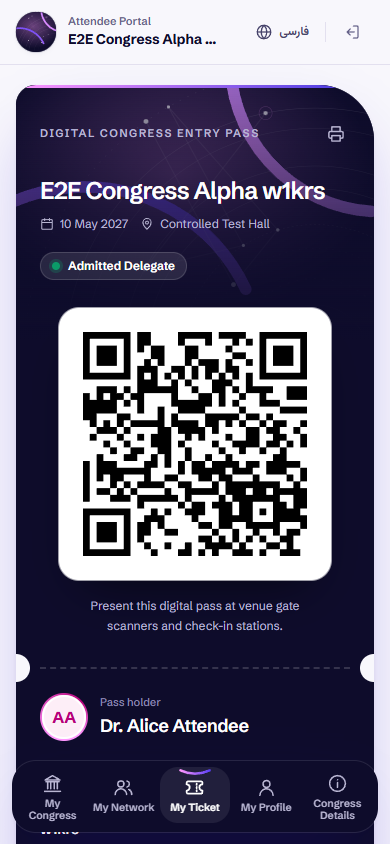 Attendee Portal
E2E Congress Alpha ...
فارسی
DIGITAL CONGRESS ENTRY PASS
E2E Congress Alpha w1krs
10 May 2027 Controlled Test Hall
Admitted Delegate
Present this digital pass at venue gate
scanners and check-in stations.
AA
Pass holder
Dr. Alice Attendee
My Congress
My Network
My Ticket
My Profile
Congress Details